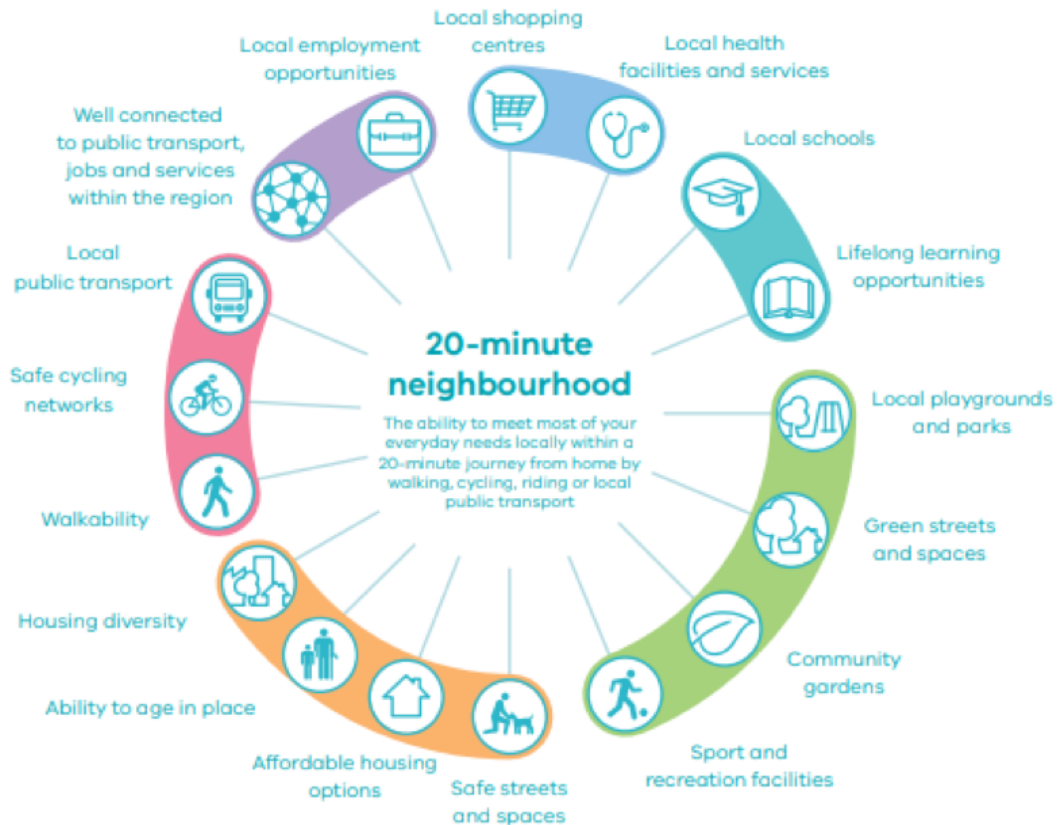 Local shopping
centres
Local health
facilities and services
Local schools
Lifelong learning
opportunities
Local playgrounds
and parks
Green streets
and spaces
Community
gardens
Sport and
recreation facilities
Safe streets
and spaces
Affordable housing
options
Ability to age in place
Housing diversity
Walkability
Safe cycling
networks
Local
public transport
Well connected
to public transport,
jobs and services
within the region
Local employment
opportunities
20-minute
neighbourhood
The ability to meet most of your
everyday needs locally within a
20-minute journey from home by
walking, cycling, riding or local
public transport